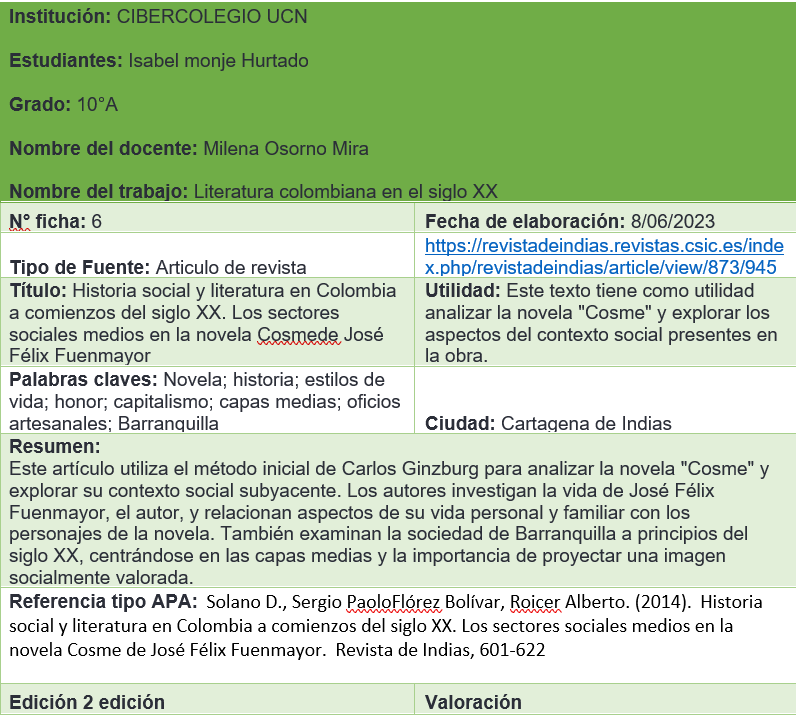 Institución: CIBERCOLEGIO UCN
Estudiantes: Isabel monje Hurtado
Grado: 10°A
Nombre del docente: Milena Osorno Mira
Nombre del trabajo: Literatura colombiana en el siglo XX
N° ficha: 6
Fecha de elaboración: 8/06/2023
Tipo de Fuente: Articulo de revista
https://revistadeindias.revistas.csic.es/inde
x.php/revistadeindias/article/view/873/945
Título: Historia social y literatura en Colombia
a comienzos del siglo XX. Los sectores
sociales medios en la novela Cosmede José
Félix Fuenmayor
Utilidad: Este texto tiene como utilidad
analizar la novela "Cosme" y explorar los
aspectos del contexto social presentes en
la obra.
Palabras claves: Novela; historia; estilos de
vida; honor; capitalismo; capas medias; oficios
artesanales; Barranquilla
Ciudad: Cartagena de Indias
Resumen:
Este artículo utiliza el método inicial de Carlos Ginzburg para analizar la novela "Cosme" y
explorar su contexto social subyacente. Los autores investigan la vida de José Félix
Fuenmayor, el autor, y relacionan aspectos de su vida personal y familiar con los
personajes de la novela. También examinan la sociedad de Barranquilla a principios del
siglo XX, centrándose en las capas medias y la importancia de proyectar una imagen
socialmente valorada.
Referencia tipo APA: Solano D., Sergio PaoloFlórez Bolívar, Roicer Alberto. (2014). Historia
social y literatura en Colombia a comienzos del siglo XX. Los sectores sociales medios en la
novela Cosme de José Félix Fuenmayor. Revista de Indias, 601-622
Edición 2 edición
Valoración